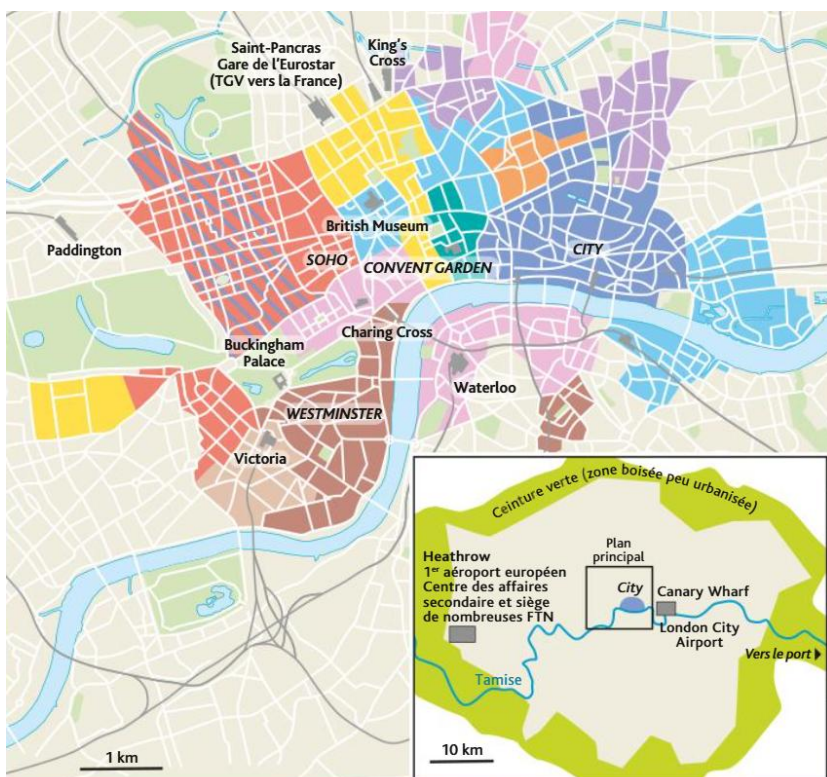 Saint-Pancras
Gare de l'Eurostar
(TGV vers la France)
King's
Cross
Paddington
British Museum
SOHO
CONVENT GARDEN
CITY
Charing Cross
Buckingham
Palace
Waterloo
WESTMINSTER
Victoria
1 km
Ceinture verte (zone boisée peu urbanisée)
Plan
principal
Heathrow
1er aéroport européen
Centre des affaires
secondaire et siège
de nombreuses FTN
City
Canary Wharf
London City
Airport
Vers le port
Tamise
10 km